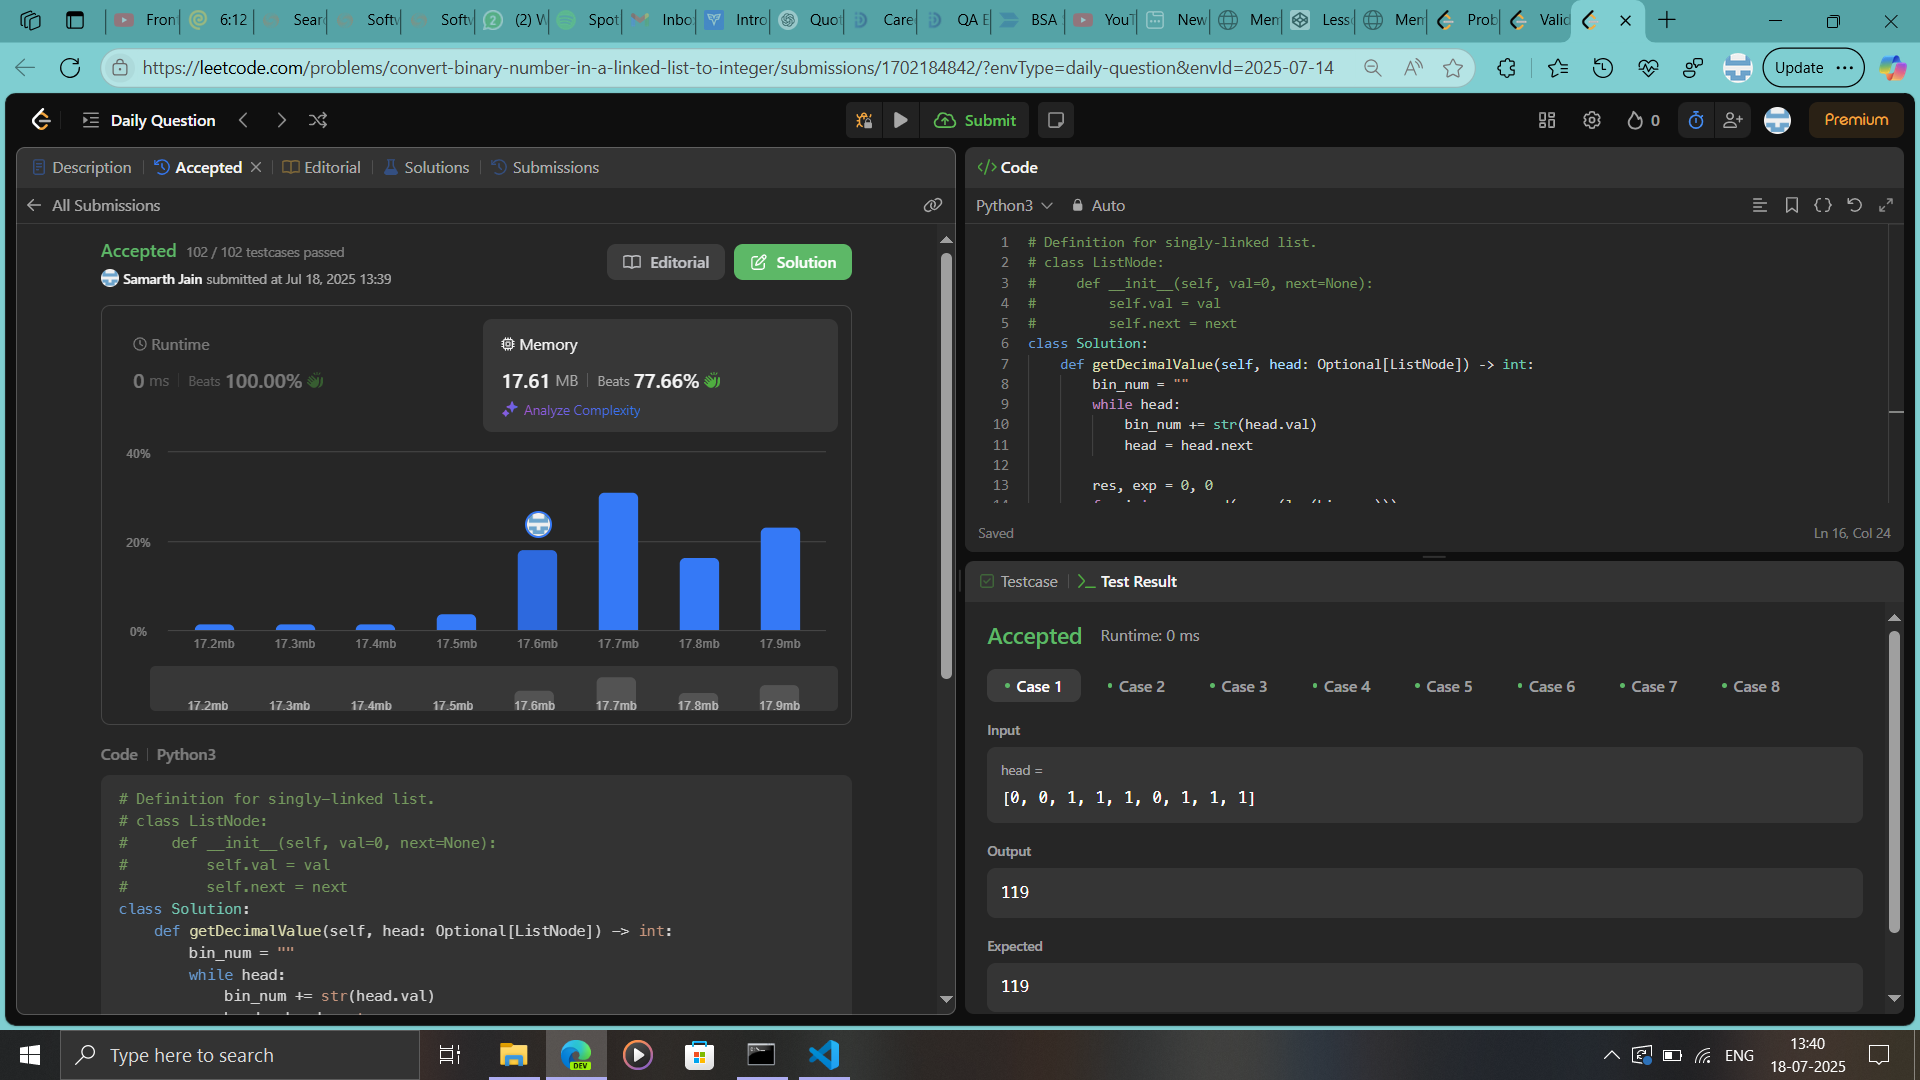 Fron
6:12
Sear
Softw
Softw
(2) W
Spot
Inbo
Intro
Quot
Care
QA E
BSA
YouT
New
Mem
Less
Mem
Prob
Valid
https://leetcode.com/problems/convert-binary-number-in-a-linked-list-to-integer/submissions/1702184842/?envType=daily-question&envId=2025-07-14
Update
Daily Question
Submit
0
Premium
Description
Accepted
Editorial
Solutions
Submissions
All Submissions
Accepted 102 / 102 testcases passed
Samarth Jain submitted at Jul 18, 2025 13:39
Editorial
Solution
Runtime
0 ms Beats 100.00%
Memory
17.61 MB Beats 77.66%
Analyze Complexity
40%
20%
0%
17.2mb 17.3mb 17.4mb 17.5mb 17.6mb 17.7mb 17.8mb 17.9mb
17.2mb 17.3mb 17.4mb 17.5mb 17.6mb 17.7mb 17.8mb 17.9mb
Code Python3
# Definition for singly-linked list.
# class ListNode:
#     def __init__(self, val=0, next=None):
#         self.val = val
#         self.next = next
class Solution:
    def getDecimalValue(self, head: Optional[ListNode]) -> int:
        bin_num = ""
        while head:
            bin_num += str(head.val)
</> Code
Python3
Auto
1 # Definition for singly-linked list.
2 # class ListNode:
3 #     def __init__(self, val=0, next=None):
4 #         self.val = val
5 #         self.next = next
6 class Solution:
7     def getDecimalValue(self, head: Optional[ListNode]) -> int:
8         bin_num = ""
9         while head:
10             bin_num += str(head.val)
11             head = head.next
12
13         res, exp = 0, 0
Saved
Ln 16, Col 24
Testcase
Test Result
Accepted Runtime: 0 ms
Case 1 Case 2 Case 3 Case 4 Case 5 Case 6 Case 7 Case 8
Input
head =
[0, 0, 1, 1, 1, 0, 1, 1, 1]
Output
119
Expected
119
Type here to search
DEV
ENG
13:40
18-07-2025